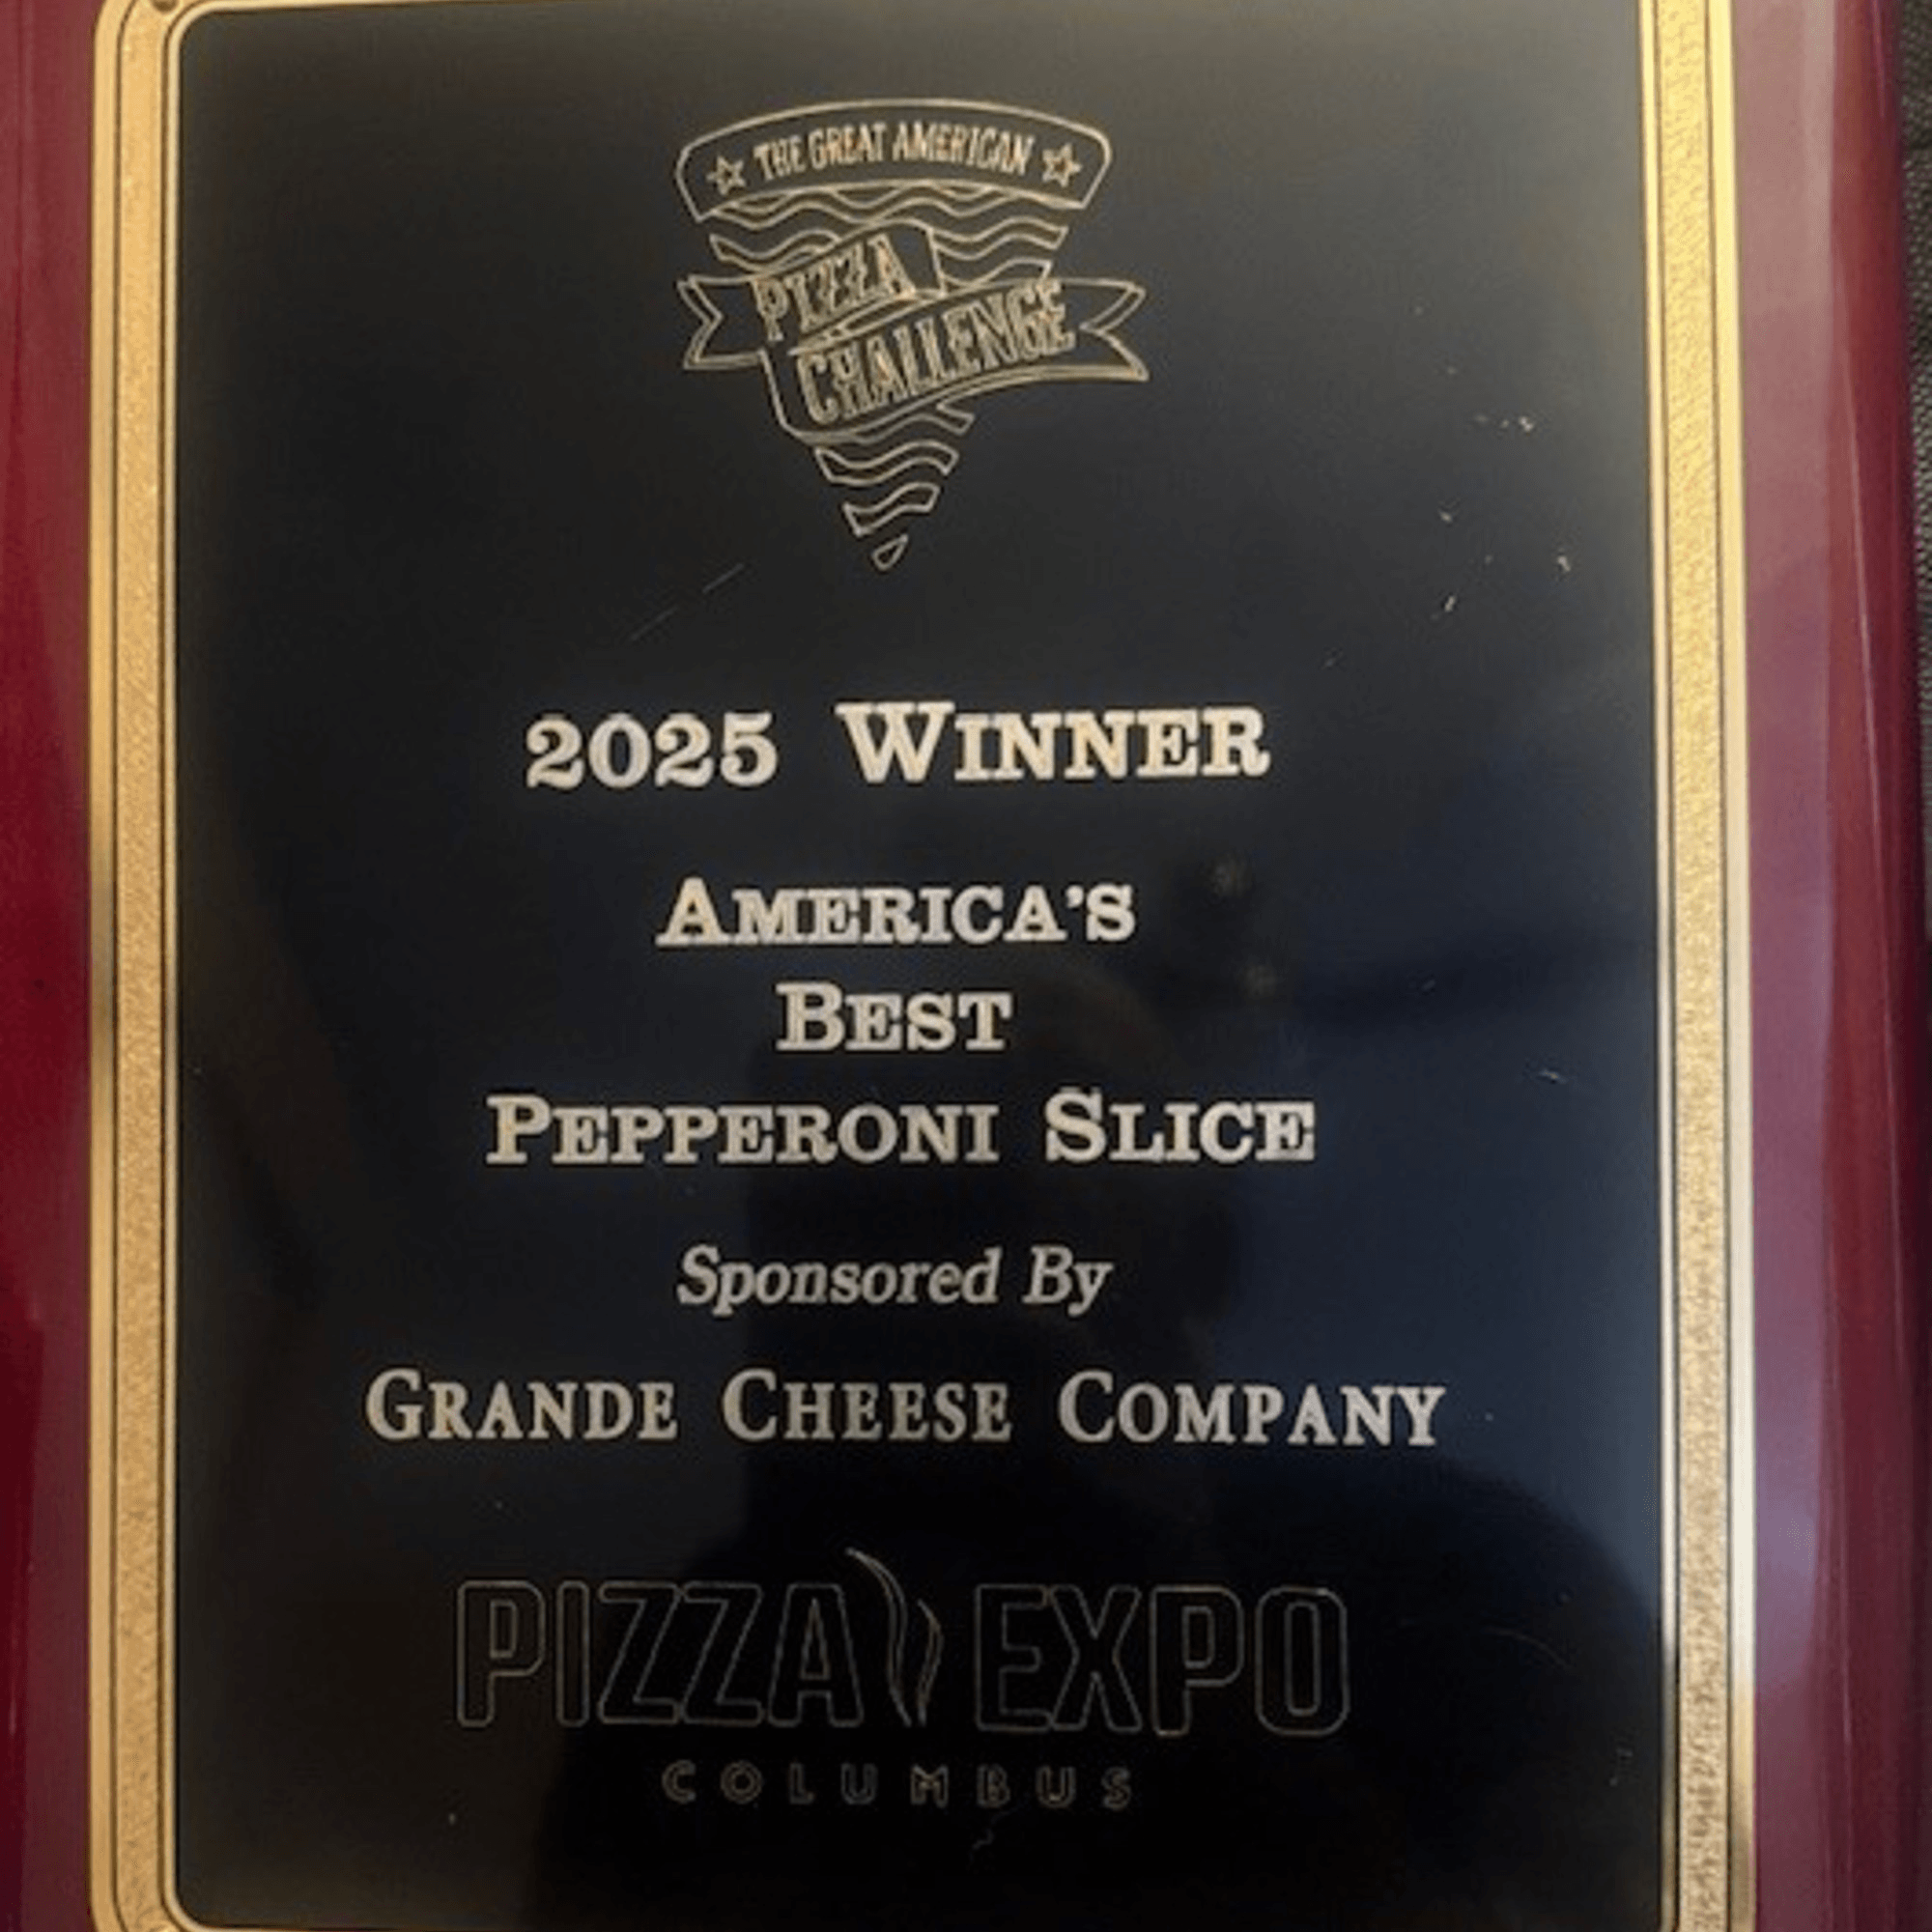 THE GREAT AMERICAN
PIZZA
CHALLENGE
2025 WINNER
AMERICA'S
BEST
PEPPERONI SLICE
Sponsored By
GRANDE CHEESE COMPANY
PIZZA EXPO
COLUMBUS